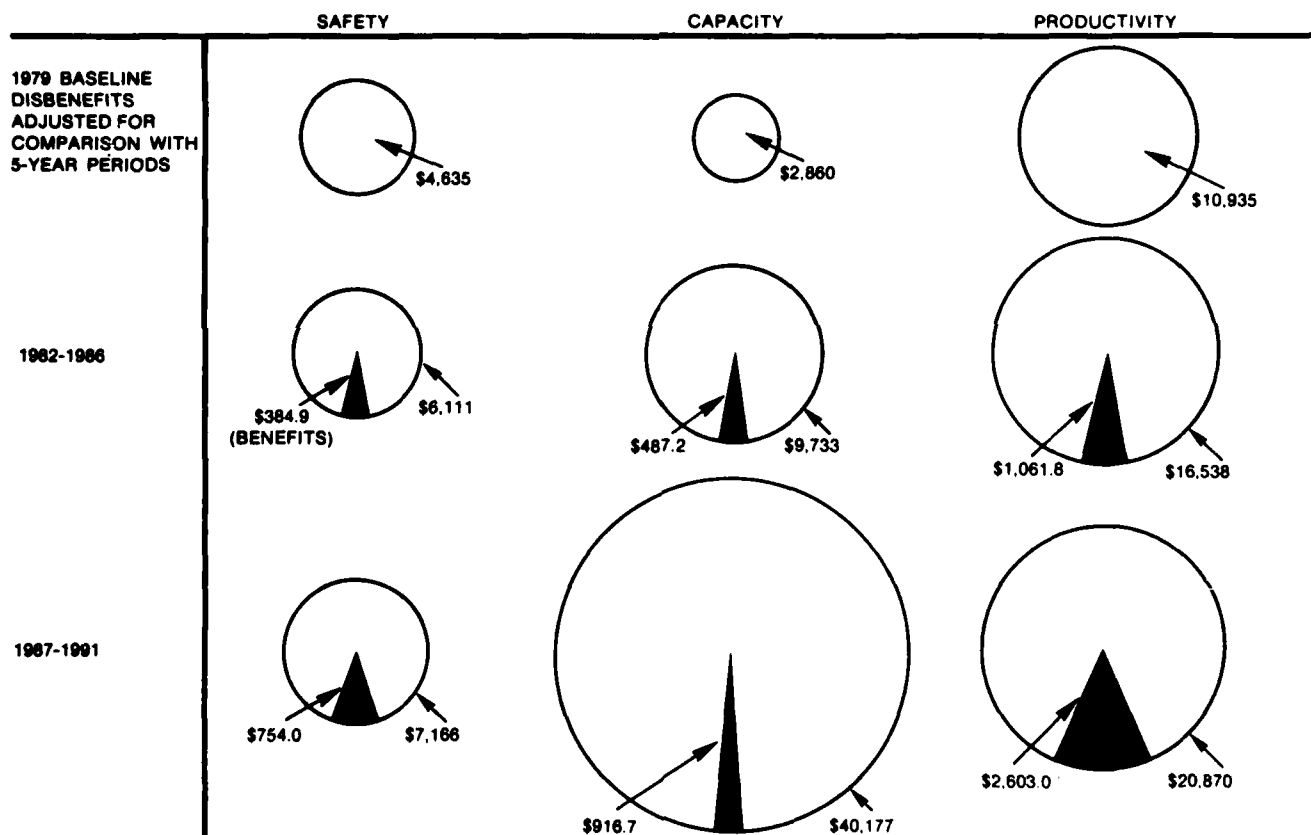 SAFETY CAPACITY PRODUCTIVITY
1979 BASELINE
DISBENEFITS
ADJUSTED FOR
COMPARISON WITH
5-YEAR PERIODS
$4,635 $2,860 $10,935
1982-1986
$384.9 $6,111 $487.2 $9,733 $1,061.8 $16,538
(BENEFITS)
1987-1991
$754.0 $7,166 $916.7 $40,177 $2,603.0 $20,870